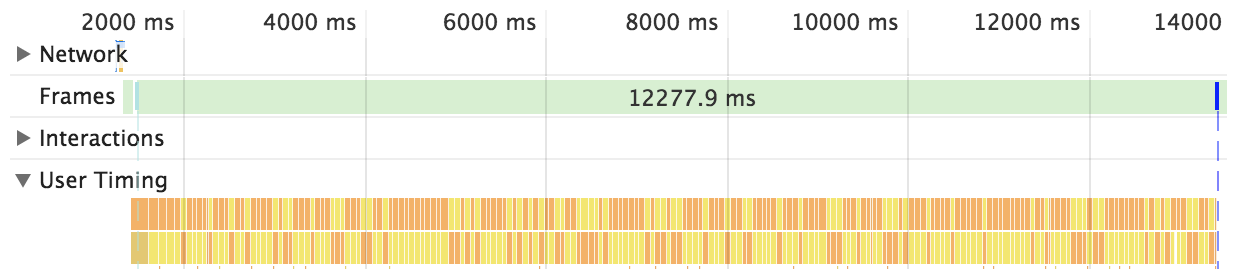 2000 ms 4000 ms 6000 ms 8000 ms 10000 ms 12000 ms 14000
Network
Frames 12277.9 ms
Interactions
User Timing